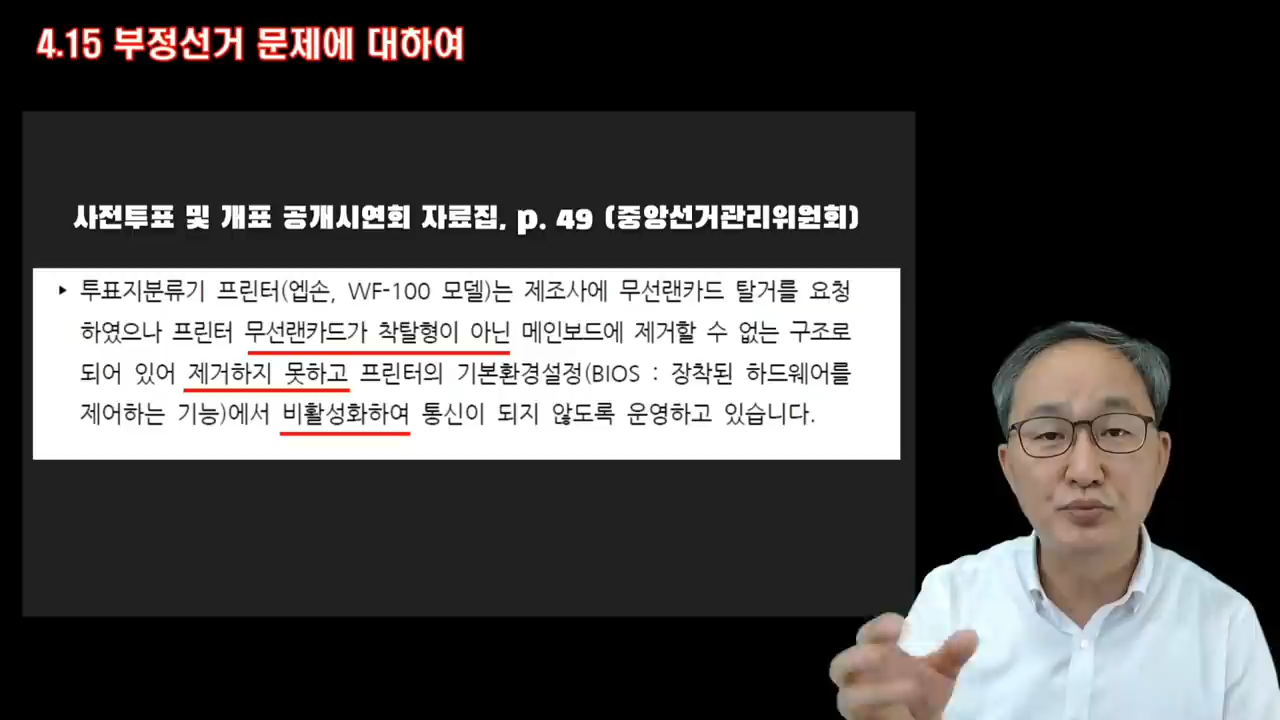 4.15 부정선거 문제에 대하여
사전투표 및 개표 공개시연회 자료집, p. 49 (중앙선거관리위원회)
▸ 투표지분류기 프린터(엡손, WF-100 모델)는 제조사에 무선랜카드 탈거를 요청
하였으나 프린터 무선랜카드가 착탈형이 아닌 메인보드에 제거할 수 없는 구조로
되어 있어 제거하지 못하고 프린터의 기본환경설정(BIOS : 장착된 하드웨어를
제어하는 기능)에서 비활성화하여 통신이 되지 않도록 운영하고 있습니다.